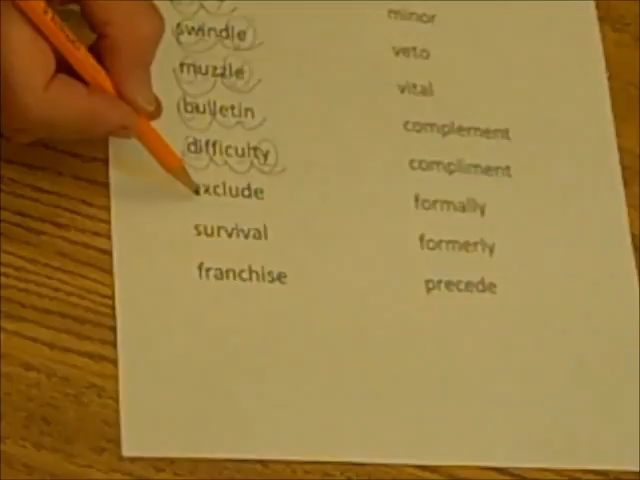 swindle
muzzle
bulletin
difficulty
exclude
survival
franchise
minor
veto
vital
complement
compliment
formally
formerly
precede